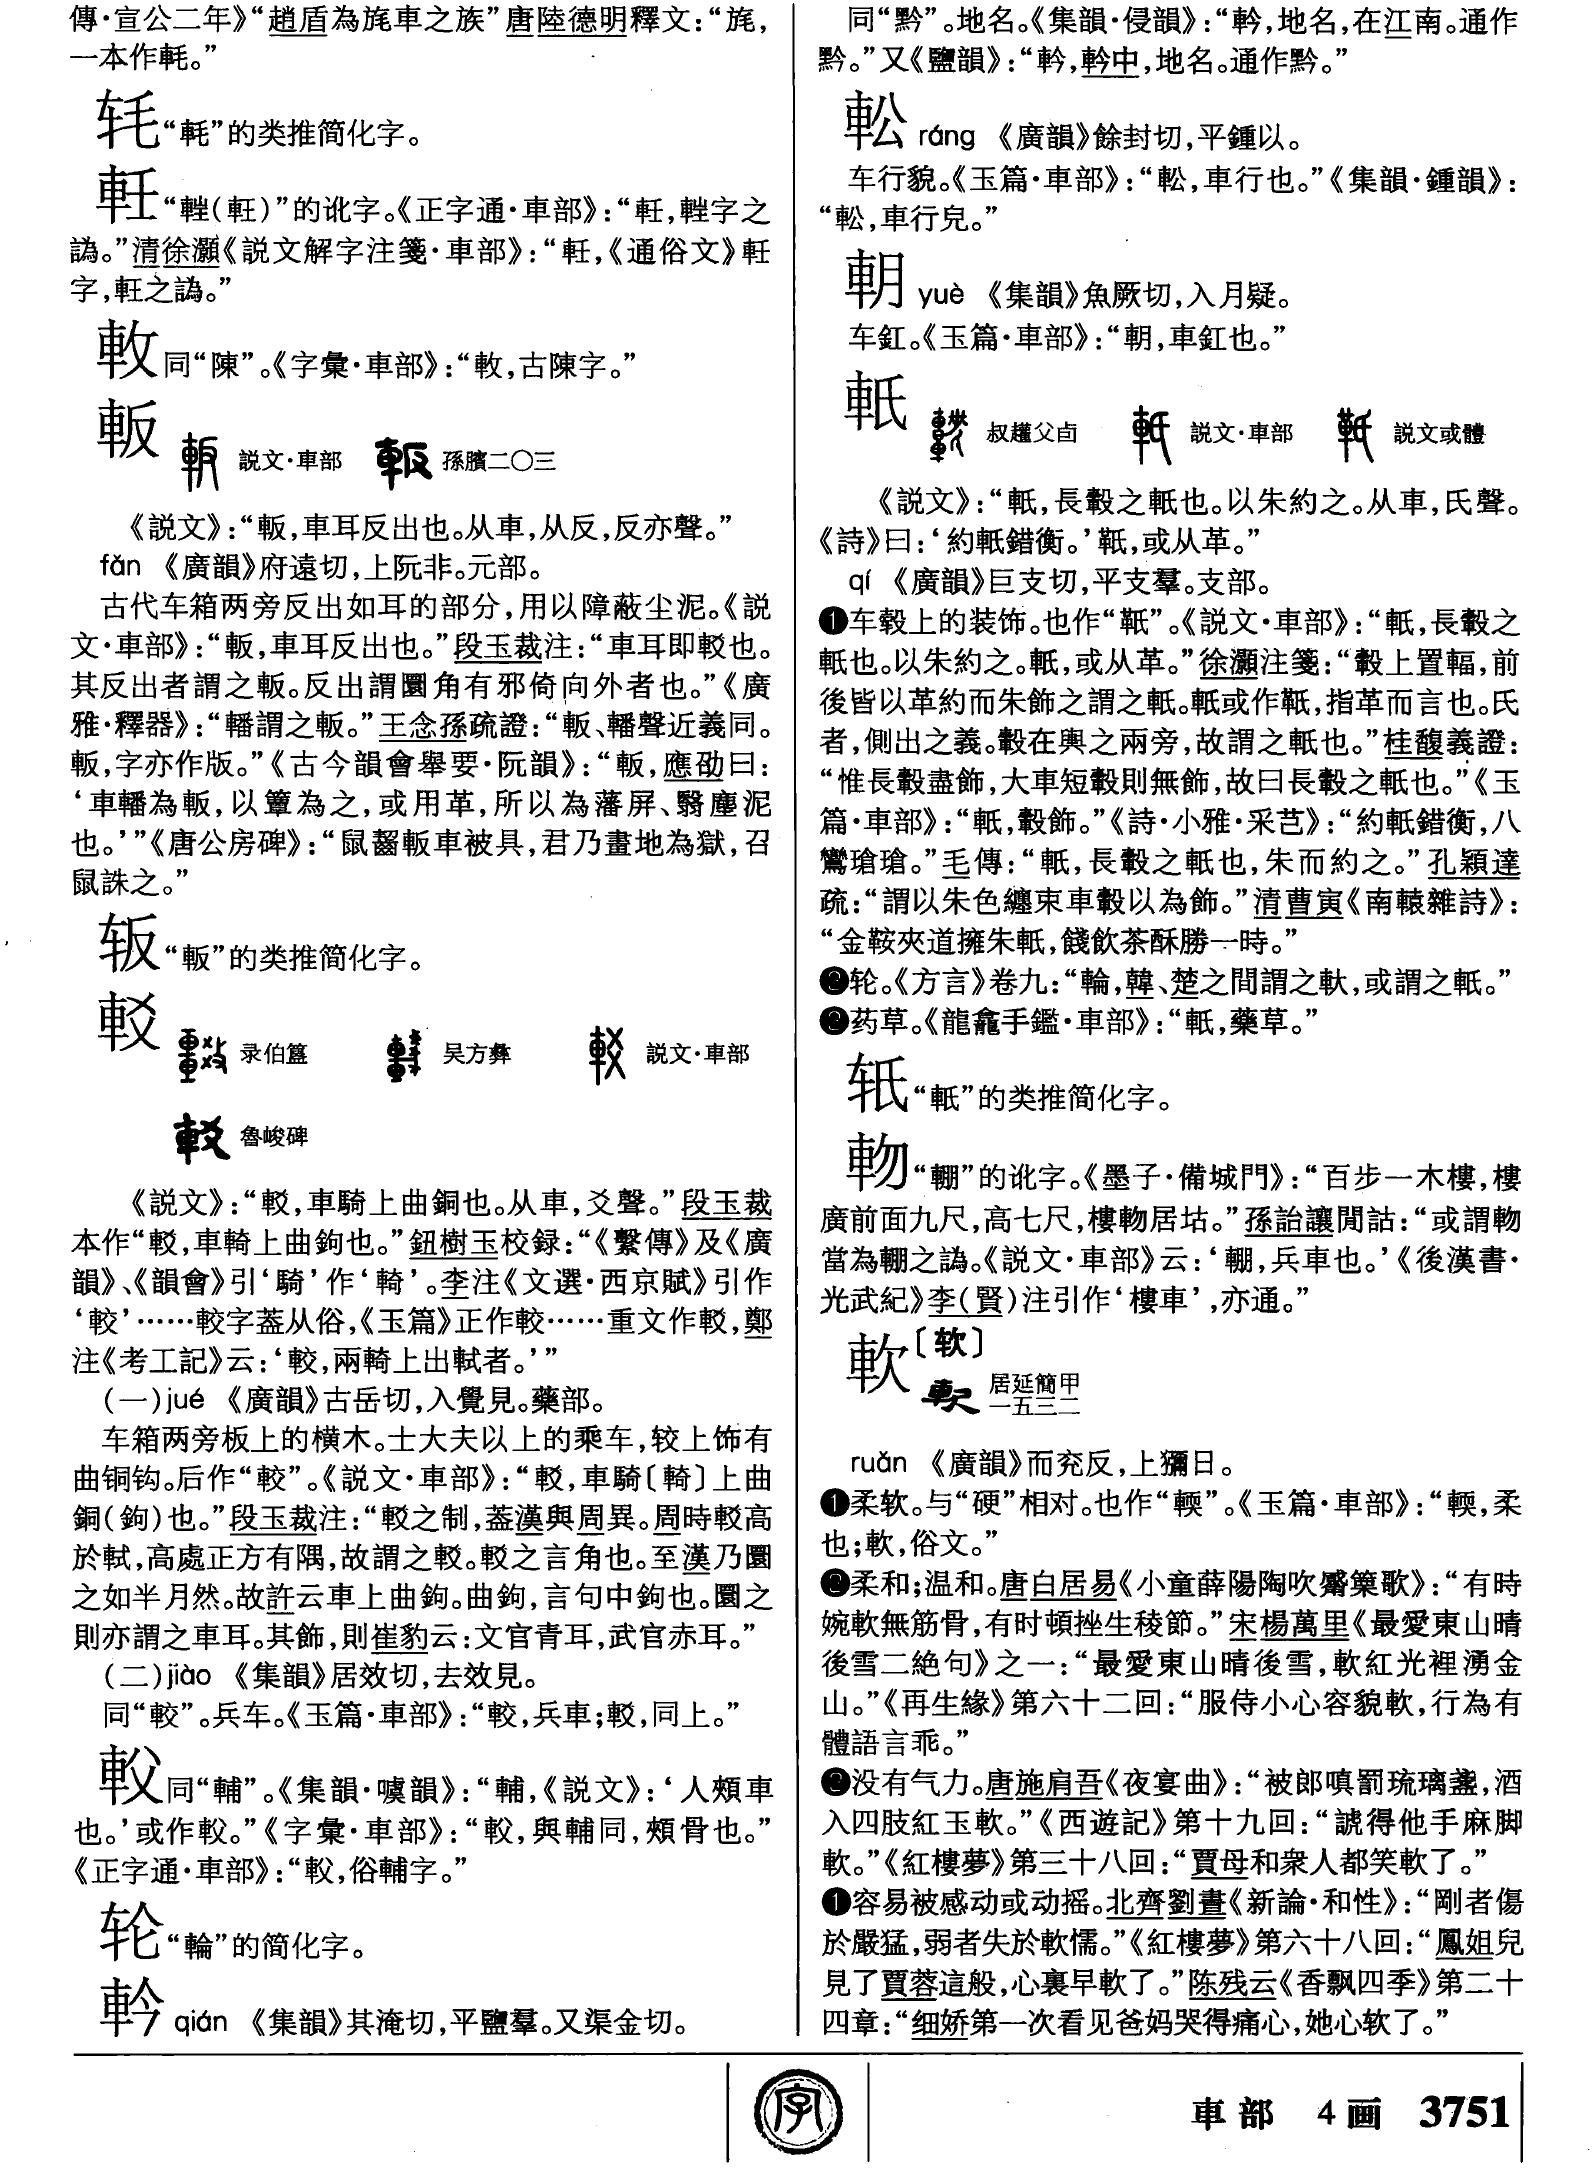 傳·宣公二年》“趙盾為旄車之族”唐陸德明釋文：“旄，
一本作軞。”
“軞”的类推简化字。
“𨋕(軖)”的讹字。《正字通·車部》：“軠，𨋕字之
譌。”清徐灝《説文解字注箋·車部》：“軠，《通俗文》軠
字，軖之譌。”
𨋎同“陳”。《字彙·車部》：“𨋎，古陳字。”
軓
説文·車部 孫臏二〇三
《説文》：“䡊，車耳反出也。从車，从反，反亦聲。”
fǎn 《廣韻》府遠切，上阮非。元部。
古代车箱两旁反出如耳的部分，用以障蔽尘泥。《説
文·車部》：“䡊，車耳反出也。”段玉裁注：“車耳即較也。
其反出者謂之䡊。反出謂圜角有邪倚向外者也。”《廣
雅·釋器》：“轓謂之䡊。”王念孫疏證：“䡊、轓聲近義同。
䡊，字亦作版。”《古今韻會舉要·阮韻》：“䡊，應劭曰：
‘車轓為䡊，以簟為之，或用革，所以為藩屏、翳塵泥
也。’”《唐公房碑》：“鼠齧䡊車被具，君乃畫地為獄，召
鼠誅之。”
“䡊”的类推简化字。
較
录伯簋 吴方彝 説文·車部
魯峻碑
《説文》：“䡈，車騎上曲銅也。从車，爻聲。”段玉裁
本作“䡈，車輢上曲鉤也。”鈕樹玉校録：“《繫傳》及《廣
韻》、《韻會》引‘騎’作‘輢’。李注《文選·西京賦》引作
‘較’……較字蓋从俗，《玉篇》正作較……重文作䡈，鄭
注《考工記》云：‘較，兩輢上出軾者。’”
(一)jué 《廣韻》古岳切，入覺見。藥部。
车箱两旁板上的横木。士大夫以上的乘车，较上饰有
曲铜钩。后作“較”。《説文·車部》：“䡈，車騎〔輢〕上曲
銅(鉤)也。”段玉裁注：“䡈之制，蓋漢與周異。周時䡈高
於軾，高處正方有隅，故謂之䡈。䡈之言角也。至漢乃圜
之如半月然。故許云車上曲鉤。曲鉤，言句中鉤也。圜之
則亦謂之車耳。其飾，則崔豹云：文官青耳，武官赤耳。”
(二)jiào 《集韻》居效切，去效見。
同“較”。兵车。《玉篇·車部》：“較，兵車；䡈，同上。”
同“輔”。《集韻·噳韻》：“輔，《説文》：‘人頰車
也。’或作䡇。”《字彙·車部》：“䡇，與輔同，頰骨也。”
《正字通·車部》：“䡇，俗輔字。”
轮“輪”的简化字。
軡qián 《集韻》其淹切，平鹽羣。又渠金切。
同“黔”。地名。《集韻·侵韻》：“軡，地名，在江南。通作
黔。”又《鹽韻》：“軡，軡中，地名。通作黔。”
䡆 ráng 《廣韻》餘封切，平鍾以。
车行貌。《玉篇·車部》：“䡆，車行也。”《集韻·鍾韻》：
“䡆，車行皃。”
軏 yuè 《集韻》魚厥切，入月疑。
车釭。《玉篇·車部》：“䡃，車釭也。”
軝
叔趯父卣 説文·車部 説文或體
《説文》：“軝，長轂之軝也。以朱約之。从車，氏聲。
《詩》曰：‘約軝錯衡。’䩚，或从革。”
qí 《廣韻》巨支切，平支羣。支部。
❶车毂上的装饰。也作“䩚”。《説文·車部》：“軝，長轂之
軝也。以朱約之。軝，或从革。”徐灝注箋：“轂上置輻，前
後皆以革約而朱飾之謂之軝。軝或作䩚，指革而言也。氏
者，側出之義。轂在輿之兩旁，故謂之軝也。”桂馥義證：
“惟長轂盡飾，大車短轂則無飾，故曰長轂之軝也。”《玉
篇·車部》：“軝，轂飾。”《詩·小雅·采芑》：“約軝錯衡，八
鸞瑲瑲。”毛傳：“軝，長轂之軝也，朱而約之。”孔穎達
疏：“謂以朱色纏束車轂以為飾。”清曹寅《南轅雜詩》：
“金鞍夾道擁朱軝，餞飲茶酥勝一時。”
❷轮。《方言》卷九：“輪，韓、楚之間謂之軑，或謂之軝。”
❷药草。《龍龕手鑑·車部》：“軝，藥草。”
“軝”的类推简化字。
“輣”的讹字。《墨子·備城門》：“百步一木樓，樓
廣前面九尺，高七尺，樓䡁居坫。”孫詒讓閒詁：“或謂䡁
當為輣之譌。《説文·車部》云：‘輣，兵車也。’《後漢書·
光武紀》李(賢)注引作‘樓車’，亦通。”
軟〔软〕
居延簡甲
一五三二
ruǎn 《廣韻》而兖反，上獮日。
❶柔软。与“硬”相对。也作“輭”。《玉篇·車部》：“輭，柔
也；軟，俗文。”
❷柔和；温和。唐白居易《小童薛陽陶吹觱篥歌》：“有時
婉軟無筋骨，有时頓挫生稜節。”宋楊萬里《最愛東山晴
後雪二絶句》之一：“最愛東山晴後雪，軟紅光裡湧金
山。”《再生緣》第六十二回：“服侍小心容貌軟，行為有
體語言乖。”
❷没有气力。唐施肩吾《夜宴曲》：“被郎嗔罰琉璃盞，酒
入四肢紅玉軟。”《西遊記》第十九回：“諕得他手麻脚
軟。”《紅樓夢》第三十八回：“賈母和衆人都笑軟了。”
❶容易被感动或动摇。北齊劉晝《新論·和性》：“剛者傷
於嚴猛，弱者失於軟懦。”《紅樓夢》第六十八回：“鳳姐兒
見了賈蓉這般，心裏早軟了。”陈残云《香飘四季》第二十
四章：“细娇第一次看见爸妈哭得痛心，她心软了。”
字
車部 4画 3751